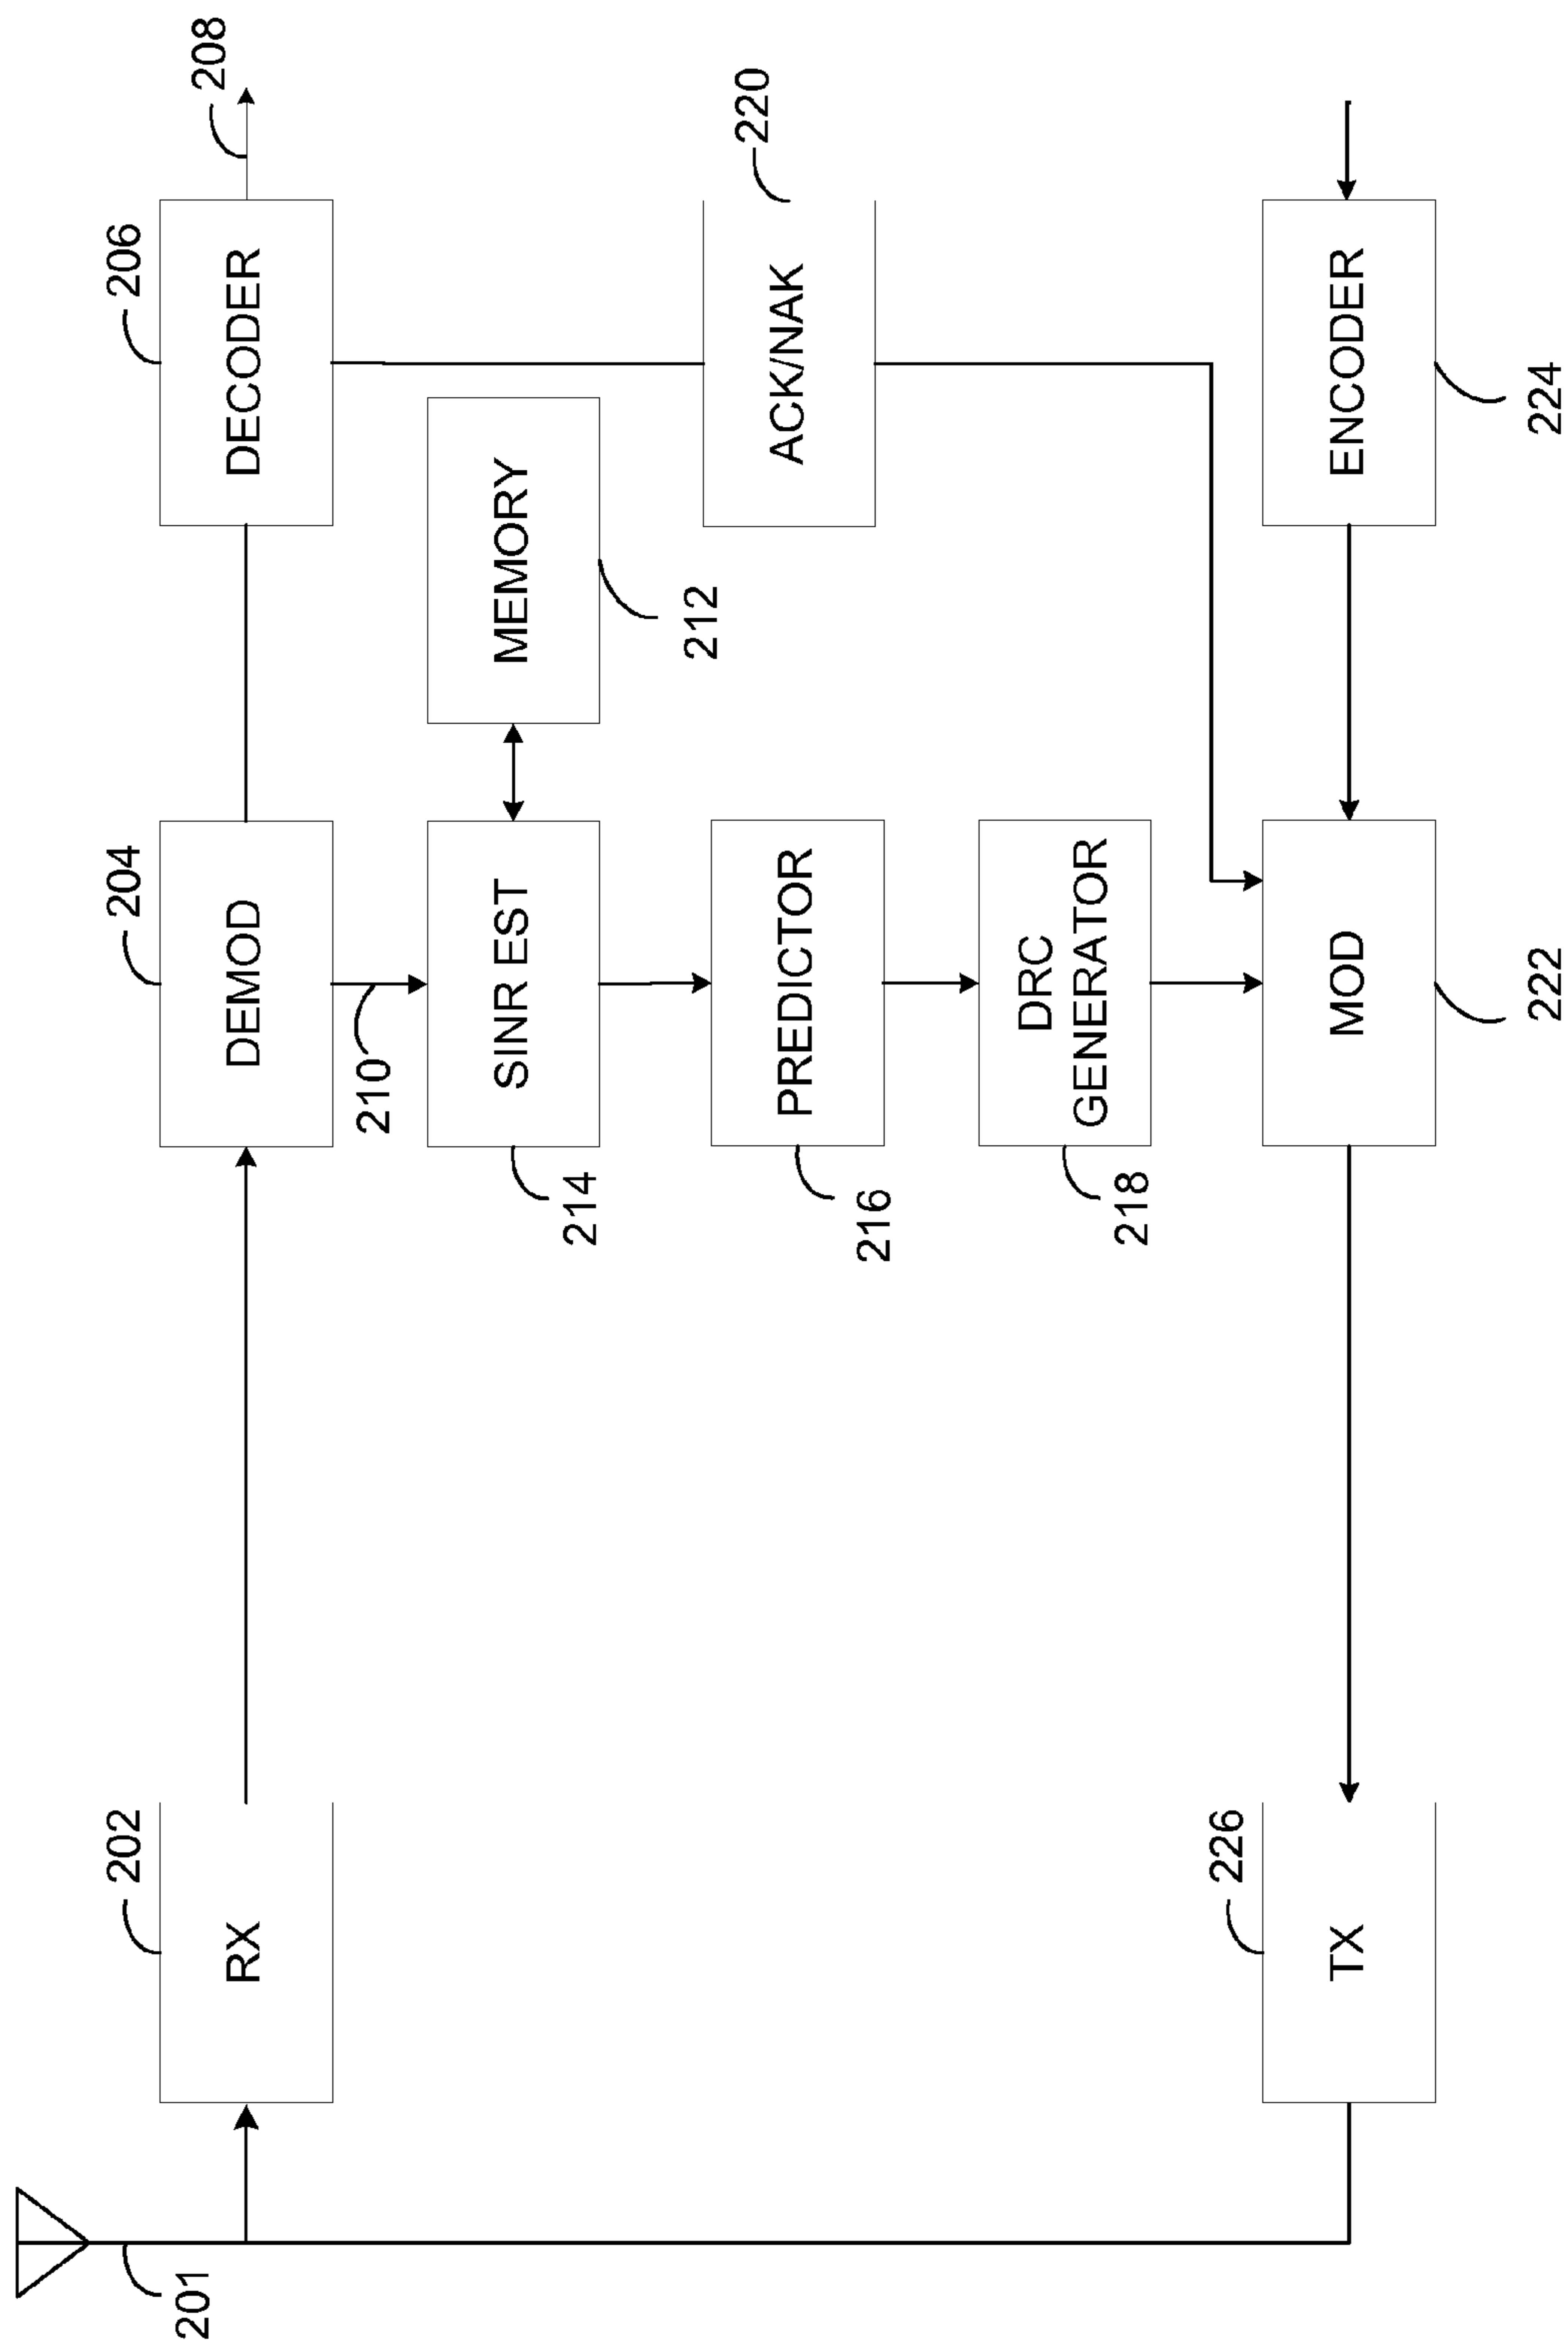 201
202
RX
204
DEMOD
206
DECODER
208
210
SINR EST
214
MEMORY
212
PREDICTOR
216
ACK/NAK
220
DRC
GENERATOR
218
226
TX
MOD
222
ENCODER
224